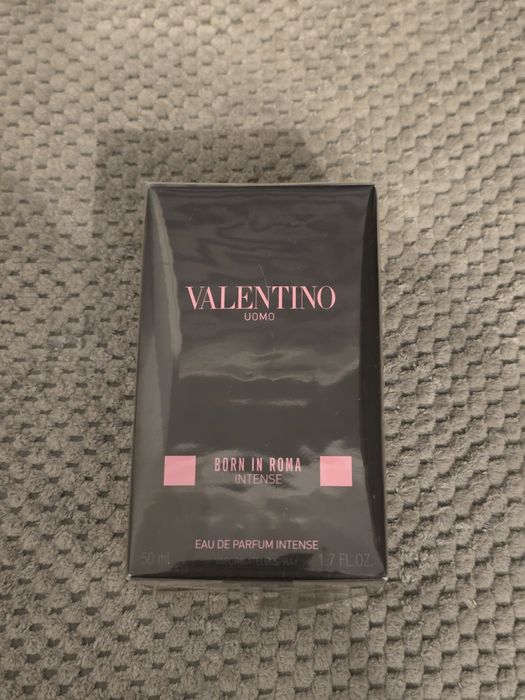 VALENTINO
UOMO
BORN IN ROMA
INTENSE
EAU DE PARFUM INTENSE
50 ml 1.7 FL.OZ.